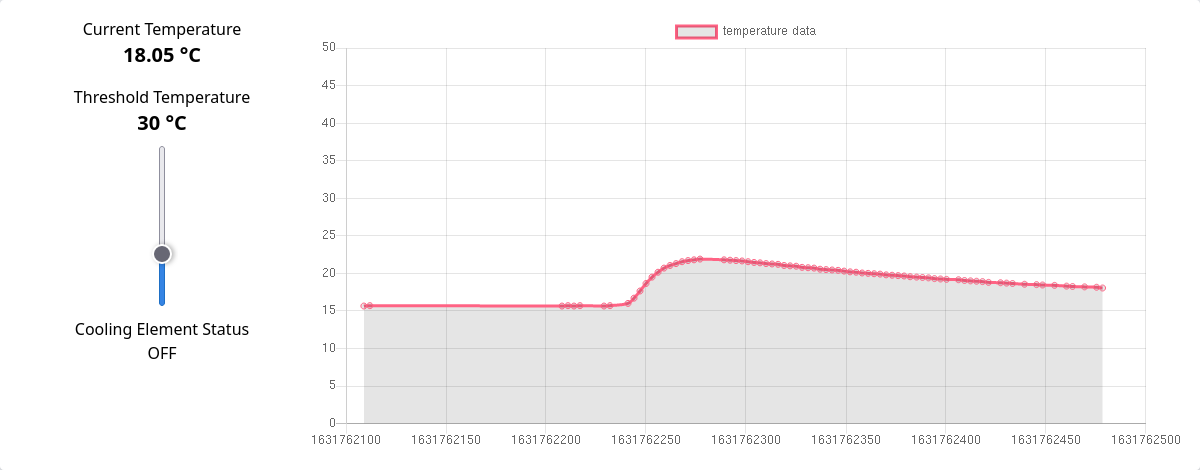 Current Temperature
18.05 °C
Threshold Temperature
30 °C
Cooling Element Status
OFF
temperature data
50
45
40
35
30
25
20
15
10
5
0
1631762100 1631762150 1631762200 1631762250 1631762300 1631762350 1631762400 1631762450 1631762500